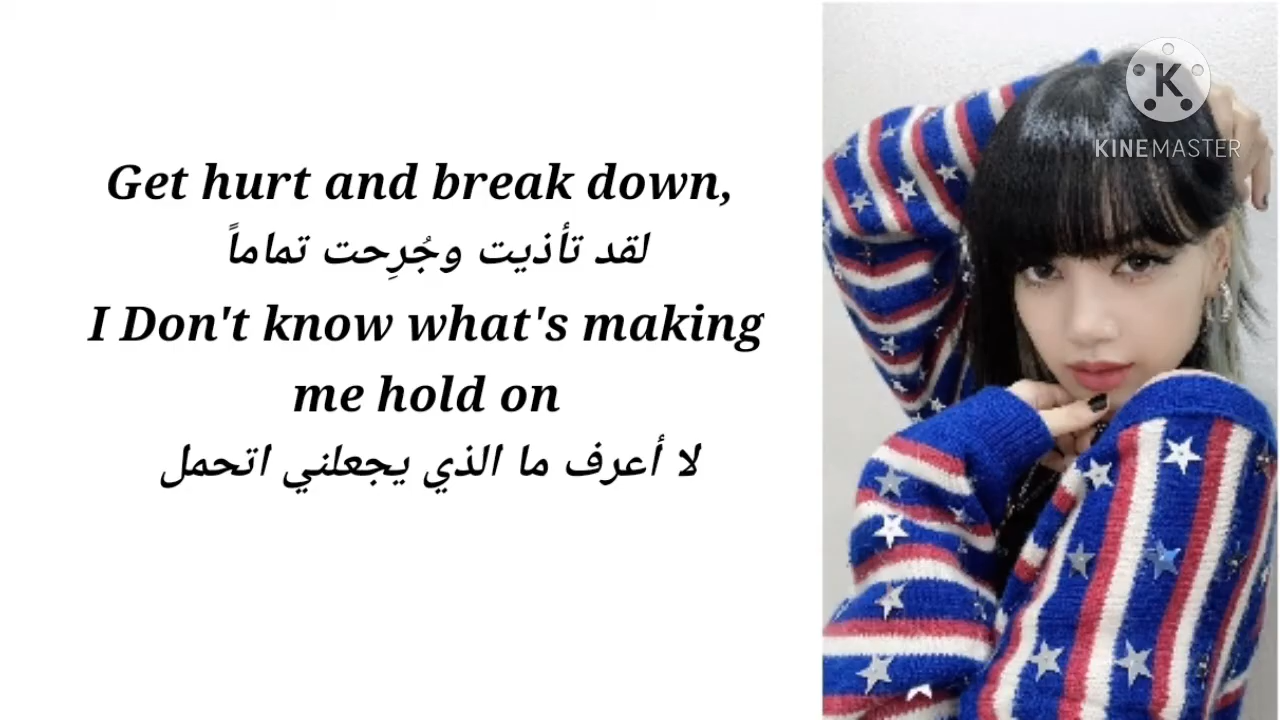 Get hurt and break down,
لقد تأذيت وجُرِحت تماماً
I Don't know what's making
me hold on
لا أعرف ما الذي يجعلني اتحمل
K
KINEMASTER